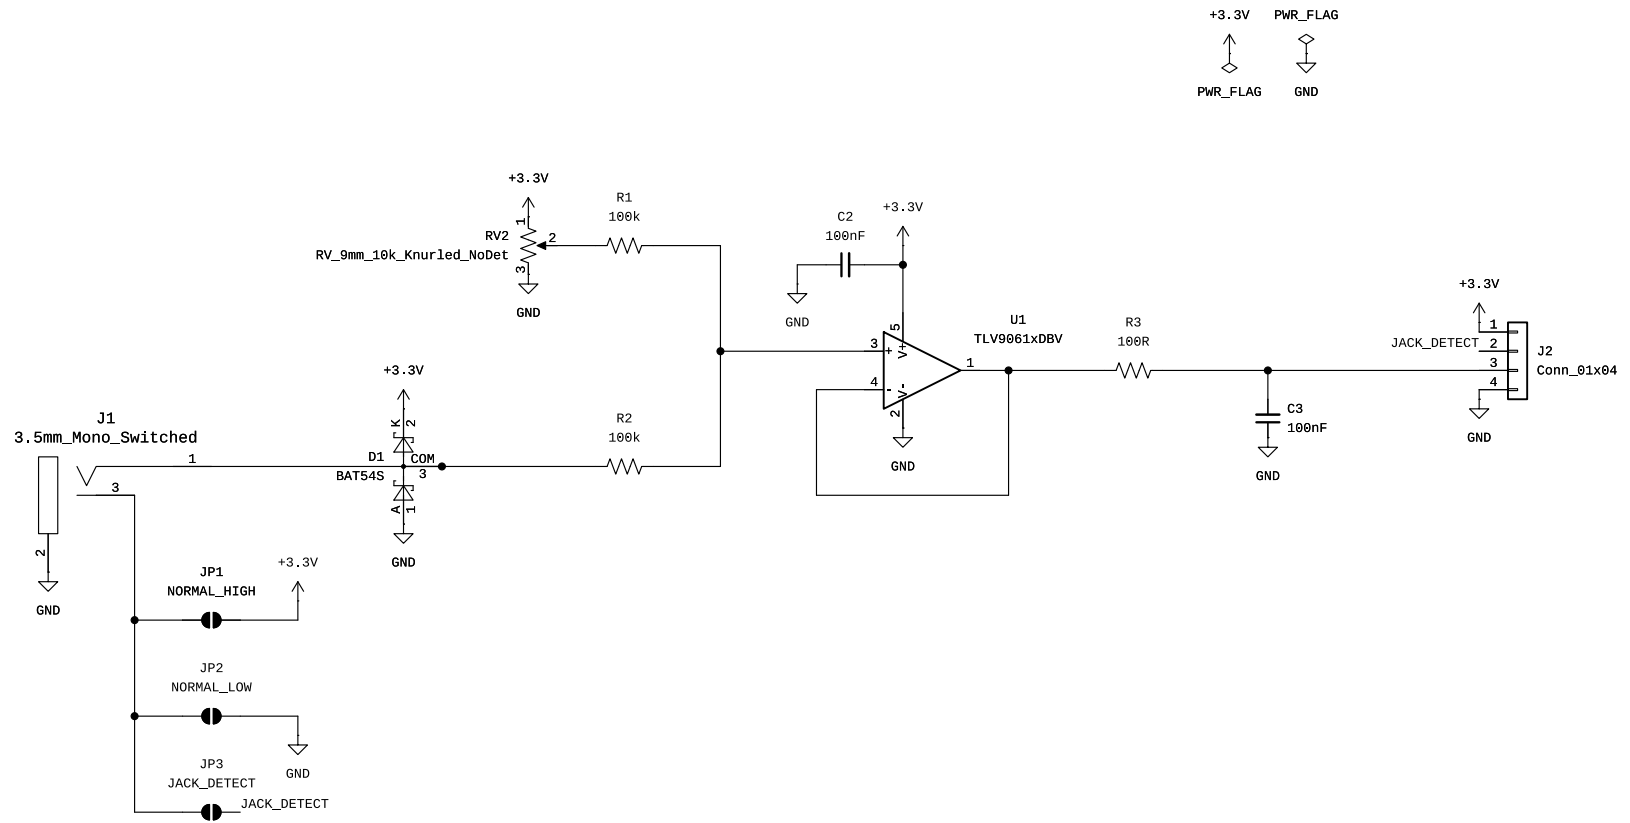 +3.3V
PWR_FLAG
PWR_FLAG
GND
+3.3V
1
RV2
RV_9mm_10k_Knurled_NoDet
2
3
GND
R1
100k
C2
100nF
GND
+3.3V
5
U1
TLV9061xDBV
3
+
V+
4
-
V-
2
1
GND
R3
100R
C3
100nF
GND
+3.3V
1
JACK_DETECT
2
3
4
J2
Conn_01x04
GND
+3.3V
K
2
D1
BAT54S
COM
3
A
1
GND
R2
100k
J1
3.5mm_Mono_Switched
1
3
2
GND
JP1
NORMAL_HIGH
+3.3V
JP2
NORMAL_LOW
GND
JP3
JACK_DETECT
JACK_DETECT